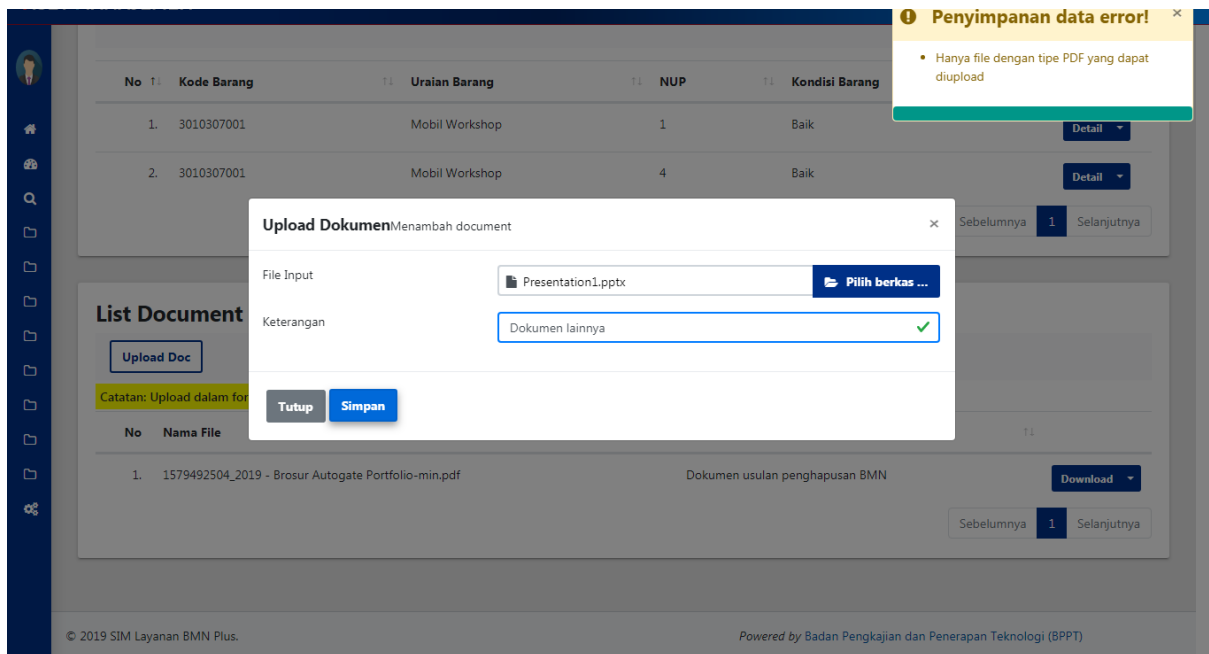 Penyimpanan data error! ×
Hanya file dengan tipe PDF yang dapat
diupload
No Kode Barang Uraian Barang NUP Kondisi Barang
1. 3010307001 Mobil Workshop 1 Baik Detail
2. 3010307001 Mobil Workshop 4 Baik Detail
Sebelumnya 1 Selanjutnya
Upload Dokumen Menambah document ×
File Input Presentation1.pptx Pilih berkas ...
Keterangan Dokumen lainnya
Tutup Simpan
List Document
Upload Doc
Catatan: Upload dalam for
No Nama File
1. 1579492504_2019 - Brosur Autogate Portfolio-min.pdf Dokumen usulan penghapusan BMN Download
Sebelumnya 1 Selanjutnya
© 2019 SIM Layanan BMN Plus. Powered by Badan Pengkajian dan Penerapan Teknologi (BPPT)